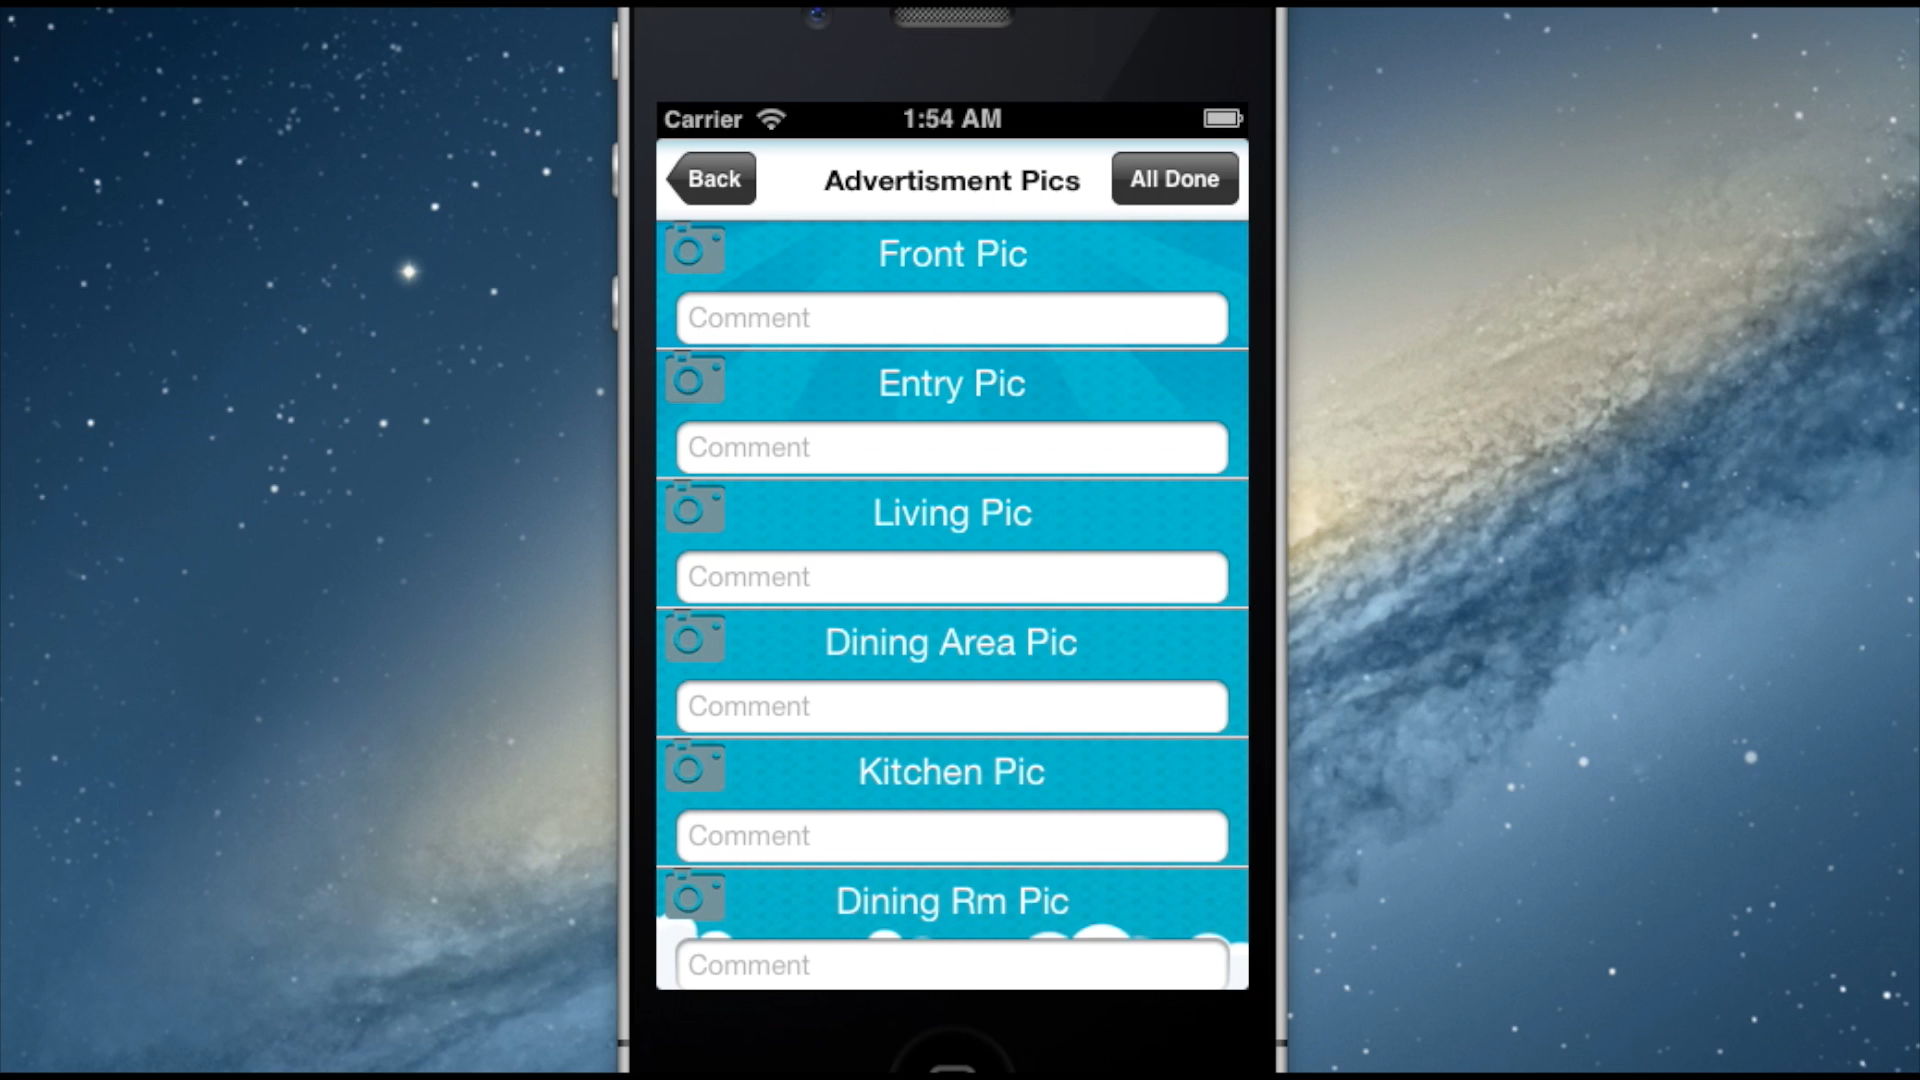 Carrier 1:54 AM
Back Advertisment Pics All Done
Front Pic
Comment
Entry Pic
Comment
Living Pic
Comment
Dining Area Pic
Comment
Kitchen Pic
Comment
Dining Rm Pic
Comment